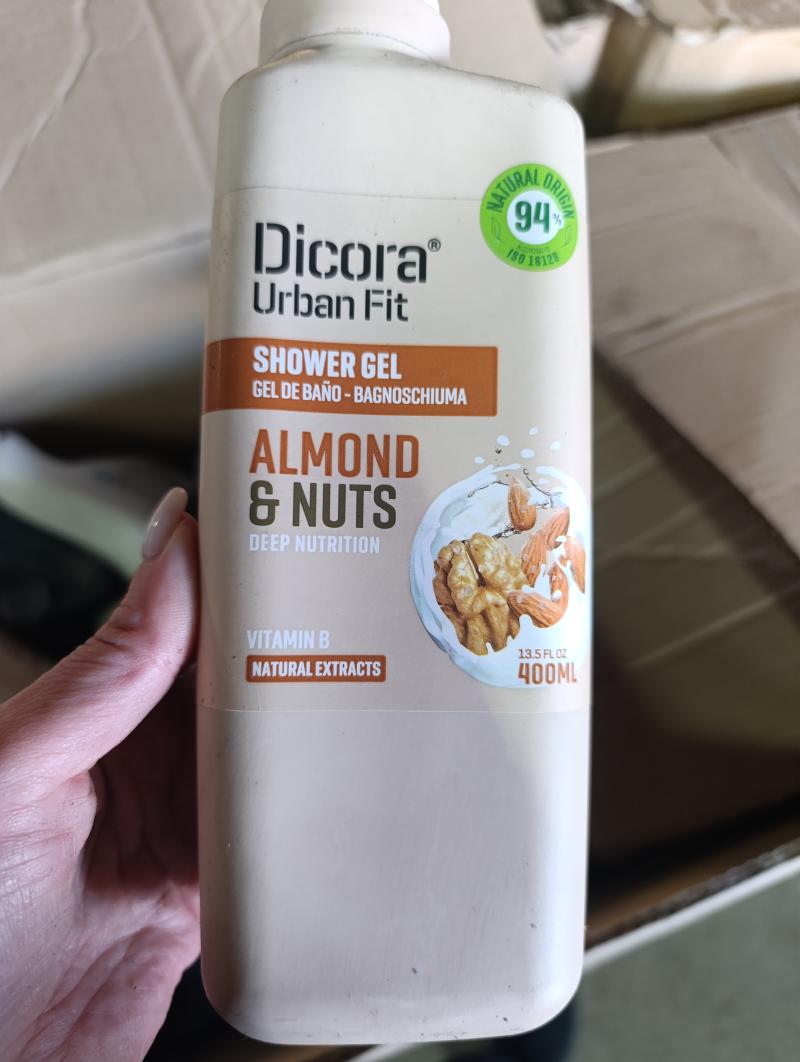 NATURAL ORIGIN
94%
ISO 16128
Dicora®
Urban Fit
SHOWER GEL
GEL DE BAÑO - BAGNOSCHIUMA
ALMOND
& NUTS
DEEP NUTRITION
VITAMIN B
NATURAL EXTRACTS
13.5 FL OZ
400ML